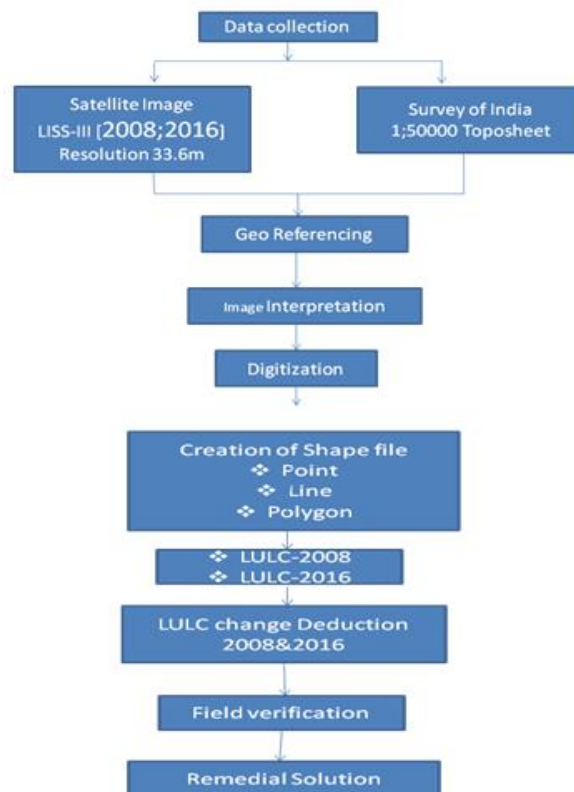 Data collection
Satellite Image
LISS-III [2008;2016]
Resolution 33.6m
Survey of India
1;50000 Toposheet
Geo Referencing
Image Interpretation
Digitization
Creation of Shape file
❖ Point
❖ Line
❖ Polygon
❖ LULC-2008
❖ LULC-2016
LULC change Deduction
2008&2016
Field verification
Remedial Solution